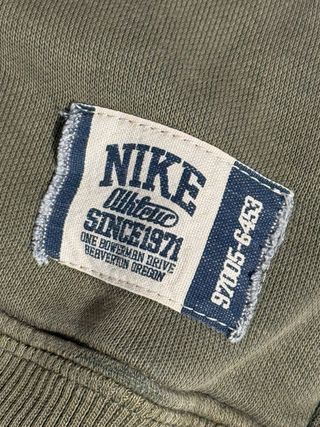 NIKE
Athletic
SINCE 1971
ONE BOWERMAN DRIVE
BEAVERTON OREGON
97005-6453